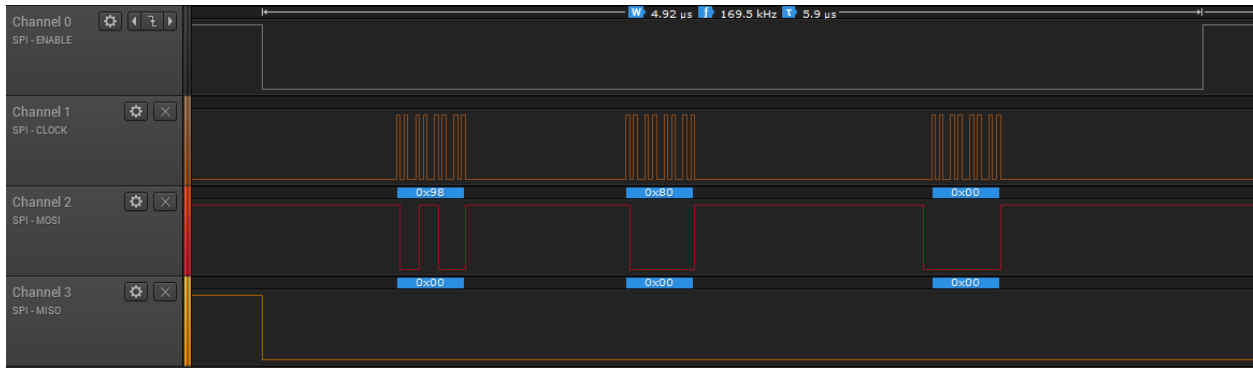 Channel 0
SPI - ENABLE
W 4.92 µs f 169.5 kHz τ 5.9 µs
Channel 1
SPI - CLOCK
0x98 0x80 0x00
Channel 2
SPI - MOSI
0x00 0x00 0x00
Channel 3
SPI - MISO